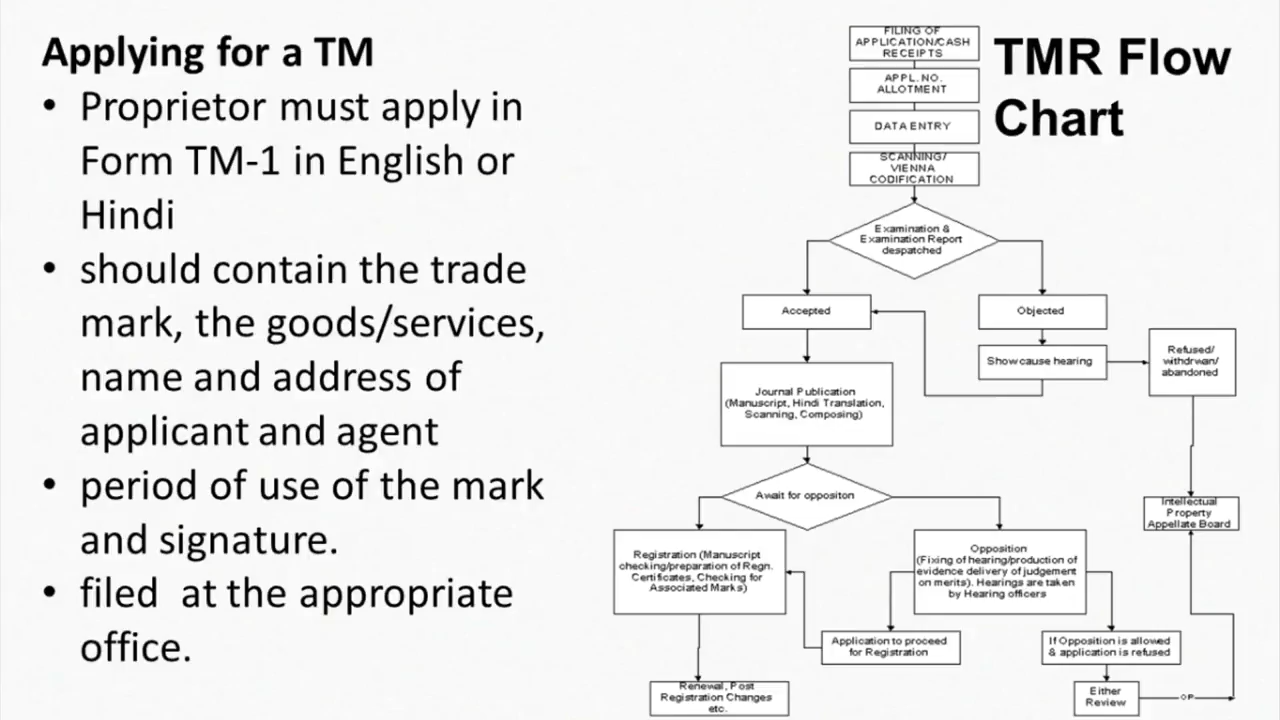 Applying for a TM
• Proprietor must apply in
Form TM-1 in English or
Hindi
• should contain the trade
mark, the goods/services,
name and address of
applicant and agent
• period of use of the mark
and signature.
• filed at the appropriate
office.
TMR Flow
Chart
FILING OF
APPLICATION/CASH
RECEIPTS
APPL. NO.
ALLOTMENT
DATA ENTRY
SCANNING/
VIENNA
CODIFICATION
Examination &
Examination Report
despatched
Accepted
Objected
Show cause hearing
Refused/
withdrwan/
abandoned
Journal Publication
(Manuscript, Hindi Translation,
Scanning, Composing)
Await for oppositon
Intellectual
Property
Appellate Board
Registration (Manuscript
checking/preparation of Regn.
Certificates, Checking for
Associated Marks)
Opposition
(Fixing of hearing/production of
evidence delivery of judgement
on merits). Hearings are taken
by Hearing officers
Application to proceed
for Registration
If Opposition is allowed
& application is refused
Renewal, Post
Registration Changes
etc.
Either
Review
OR